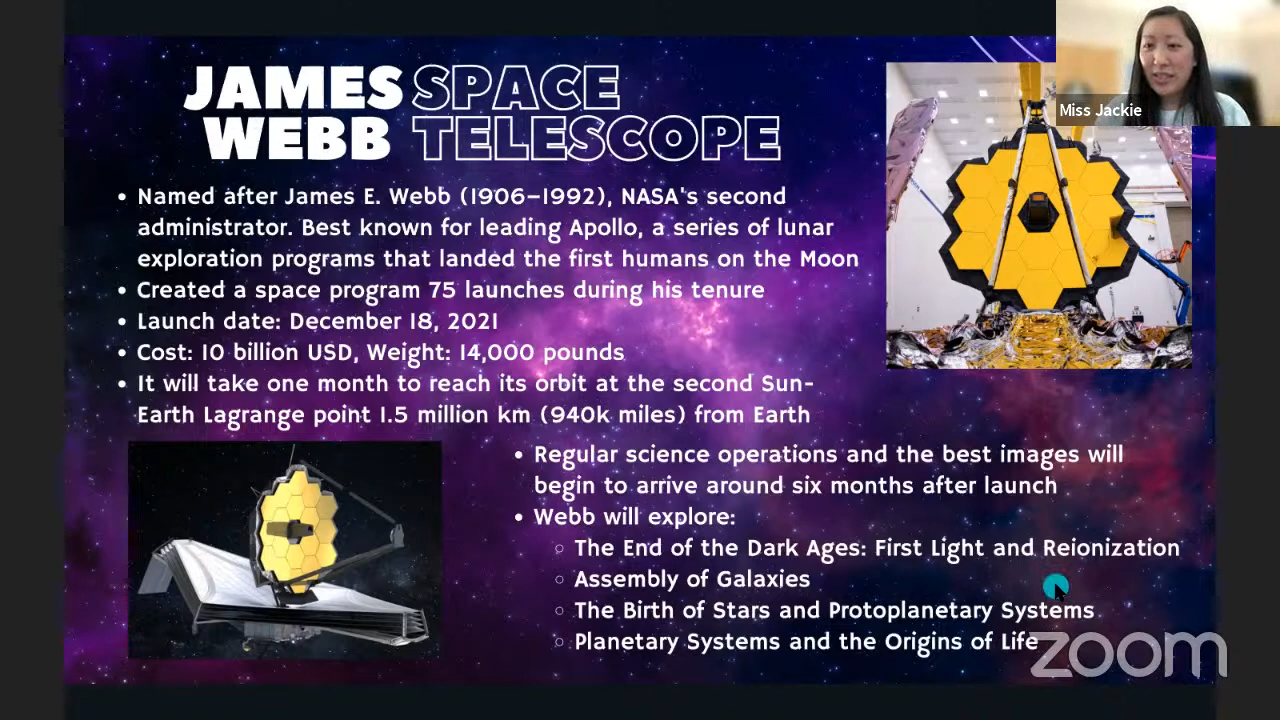 JAMES SPACE
WEBB TELESCOPE
Miss Jackie
• Named after James E. Webb (1906–1992), NASA's second
administrator. Best known for leading Apollo, a series of lunar
exploration programs that landed the first humans on the Moon
• Created a space program 75 launches during his tenure
• Launch date: December 18, 2021
• Cost: 10 billion USD, Weight: 14,000 pounds
• It will take one month to reach its orbit at the second Sun-
Earth Lagrange point 1.5 million km (940k miles) from Earth
• Regular science operations and the best images will
begin to arrive around six months after launch
• Webb will explore:
○ The End of the Dark Ages: First Light and Reionization
○ Assembly of Galaxies
○ The Birth of Stars and Protoplanetary Systems
○ Planetary Systems and the Origins of Life
zoom